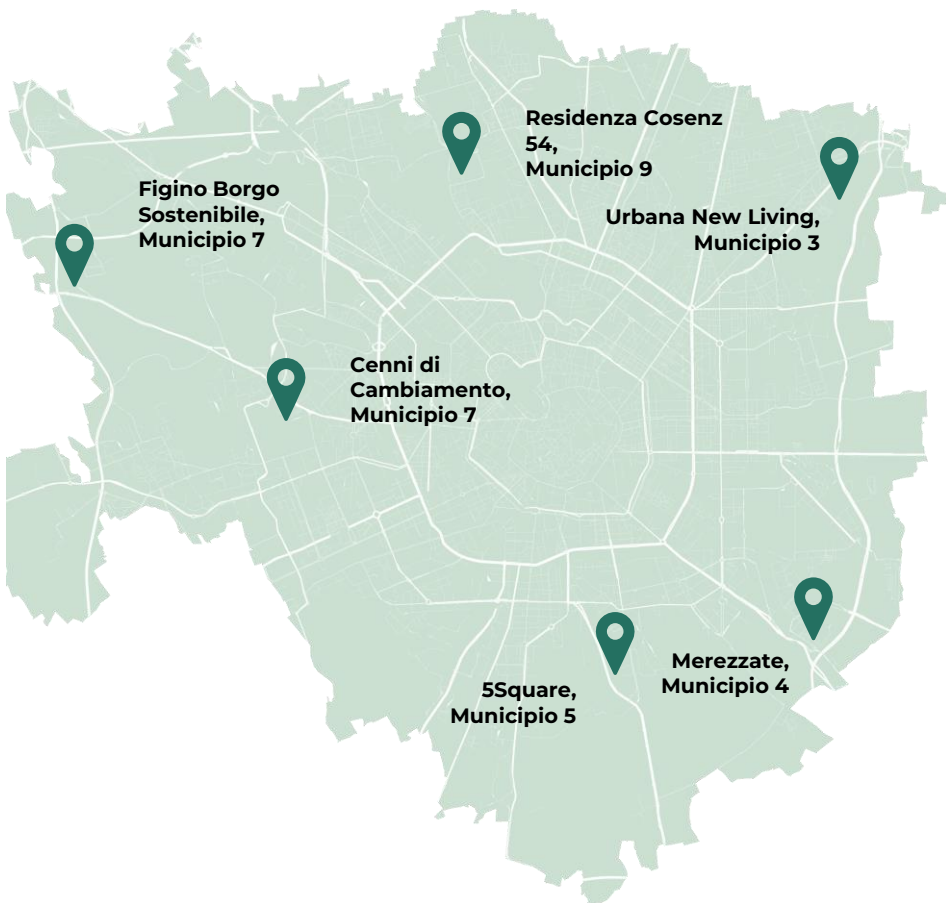 Residenza Cosenz
54,
Municipio 9
Figino Borgo
Sostenibile,
Municipio 7
Urbana New Living,
Municipio 3
Cenni di
Cambiamento,
Municipio 7
Merezzate,
Municipio 4
5Square,
Municipio 5